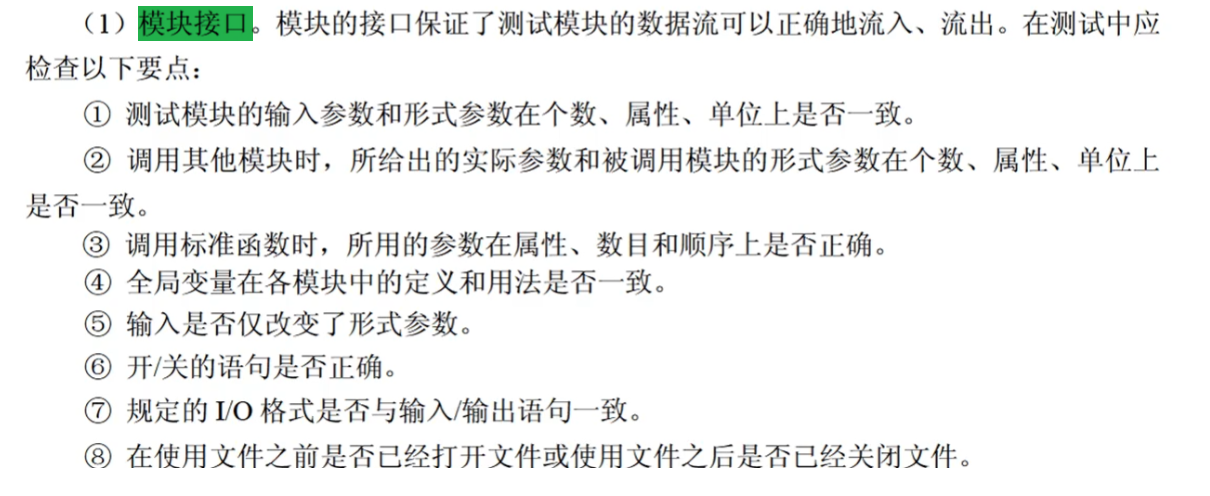 （1）模块接口。模块的接口保证了测试模块的数据流可以正确地流入、流出。在测试中应
检查以下要点：
① 测试模块的输入参数和形式参数在个数、属性、单位上是否一致。
② 调用其他模块时，所给出的实际参数和被调用模块的形式参数在个数、属性、单位上
是否一致。
③ 调用标准函数时，所用的参数在属性、数目和顺序上是否正确。
④ 全局变量在各模块中的定义和用法是否一致。
⑤ 输入是否仅改变了形式参数。
⑥ 开/关的语句是否正确。
⑦ 规定的 I/O 格式是否与输入/输出语句一致。
⑧ 在使用文件之前是否已经打开文件或使用文件之后是否已经关闭文件。